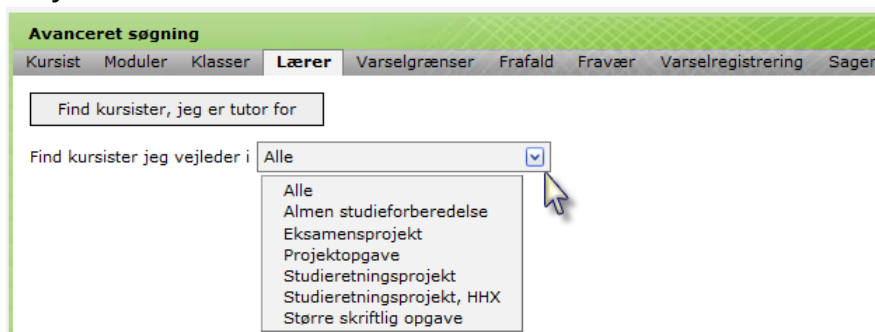 Avanceret søgning
Kursist Moduler Klasser Lærer Varselgrænser Frafald Fravær Varselregistrering Sager
Find kursister, jeg er tutor for
Find kursister jeg vejleder i Alle
Alle
Almen studieforberedelse
Eksamensprojekt
Projektopgave
Studieretningsprojekt
Studieretningsprojekt, HHX
Større skriftlig opgave